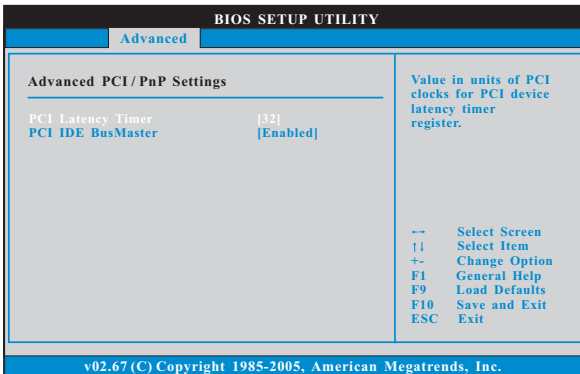 BIOS SETUP UTILITY
Advanced
Advanced PCI / PnP Settings
PCI Latency Timer [32]
PCI IDE BusMaster [Enabled]
Value in units of PCI
clocks for PCI device
latency timer
register.
←→ Select Screen
↑↓ Select Item
+- Change Option
F1 General Help
F9 Load Defaults
F10 Save and Exit
ESC Exit
v02.67 (C) Copyright 1985-2005, American Megatrends, Inc.